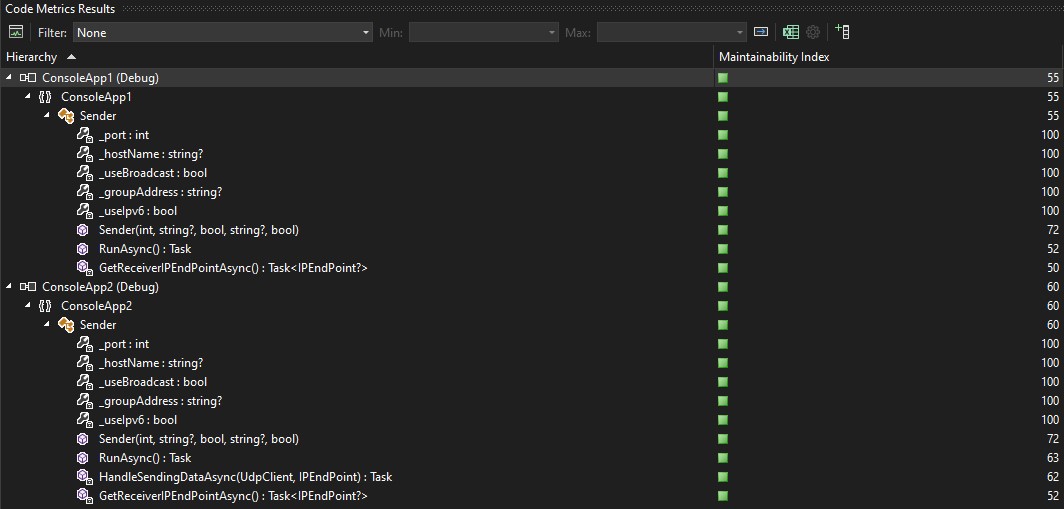 Code Metrics Results
Filter: None Min: Max:
Hierarchy Maintainability Index
ConsoleApp1 (Debug) 55
{} ConsoleApp1 55
Sender 55
_port : int 100
_hostName : string? 100
_useBroadcast : bool 100
_groupAddress : string? 100
_useIpv6 : bool 100
Sender(int, string?, bool, string?, bool) 72
RunAsync() : Task 52
GetReceiverIPEndPointAsync() : Task<IPEndPoint?> 50
ConsoleApp2 (Debug) 60
{} ConsoleApp2 60
Sender 60
_port : int 100
_hostName : string? 100
_useBroadcast : bool 100
_groupAddress : string? 100
_useIpv6 : bool 100
Sender(int, string?, bool, string?, bool) 72
RunAsync() : Task 63
HandleSendingDataAsync(UdpClient, IPEndPoint) : Task 62
GetReceiverIPEndPointAsync() : Task<IPEndPoint?> 52